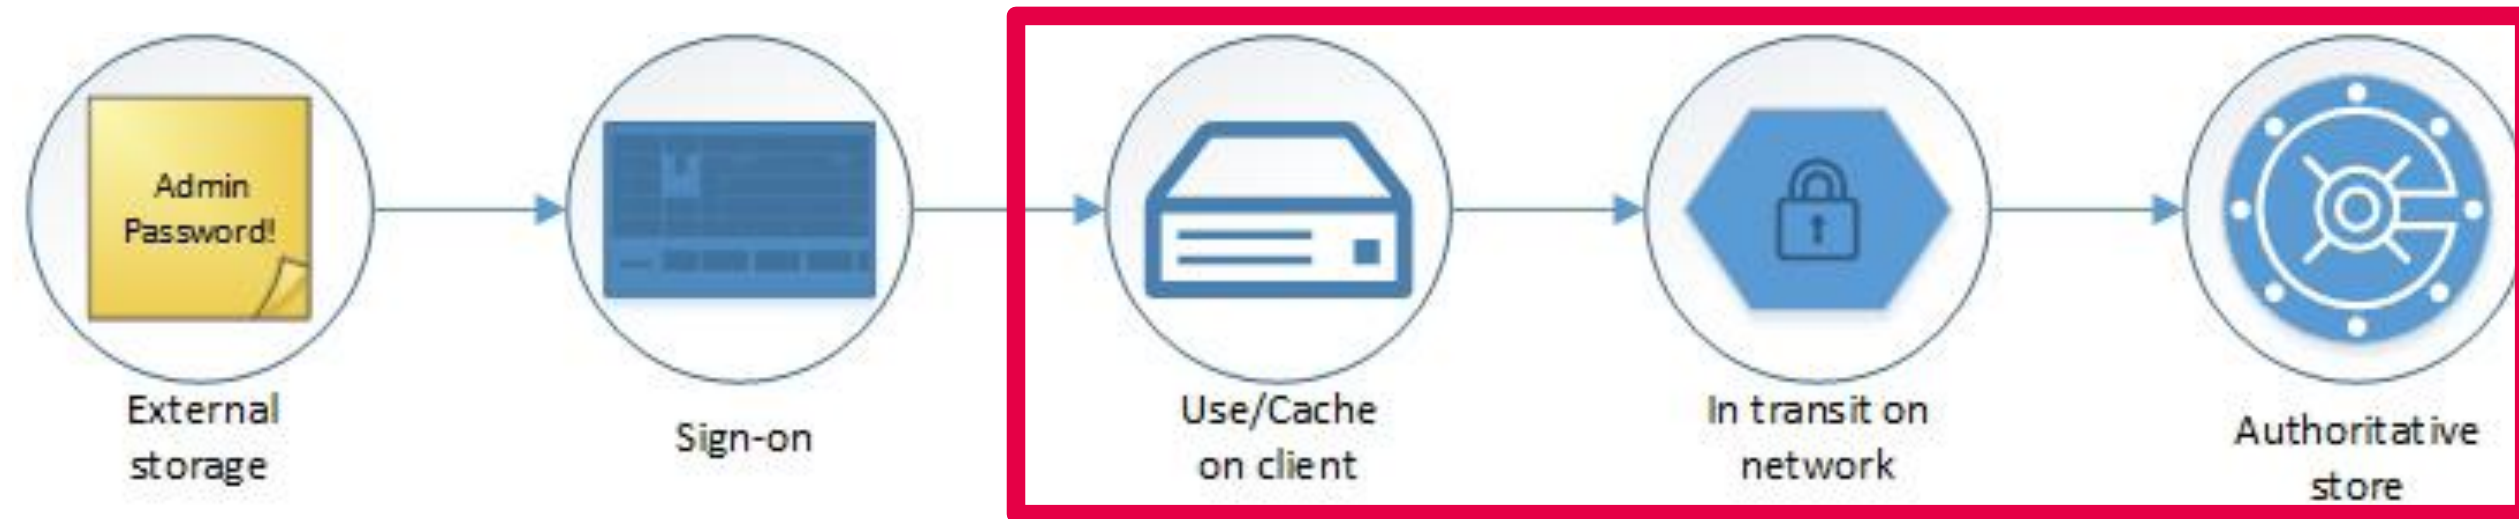 Admin
Password!
External
storage
Sign-on
Use/Cache
on client
In transit on
network
Authoritative
store